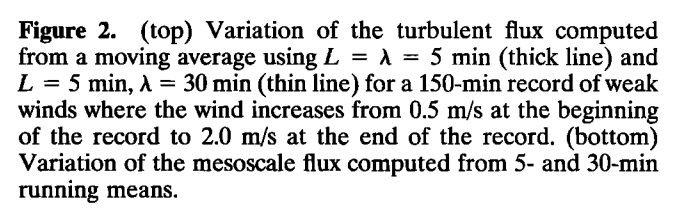 Figure 2. (top) Variation of the turbulent flux computed
from a moving average using L = λ = 5 min (thick line) and
L = 5 min, λ = 30 min (thin line) for a 150-min record of weak
winds where the wind increases from 0.5 m/s at the beginning
of the record to 2.0 m/s at the end of the record. (bottom)
Variation of the mesoscale flux computed from 5- and 30-min
running means.